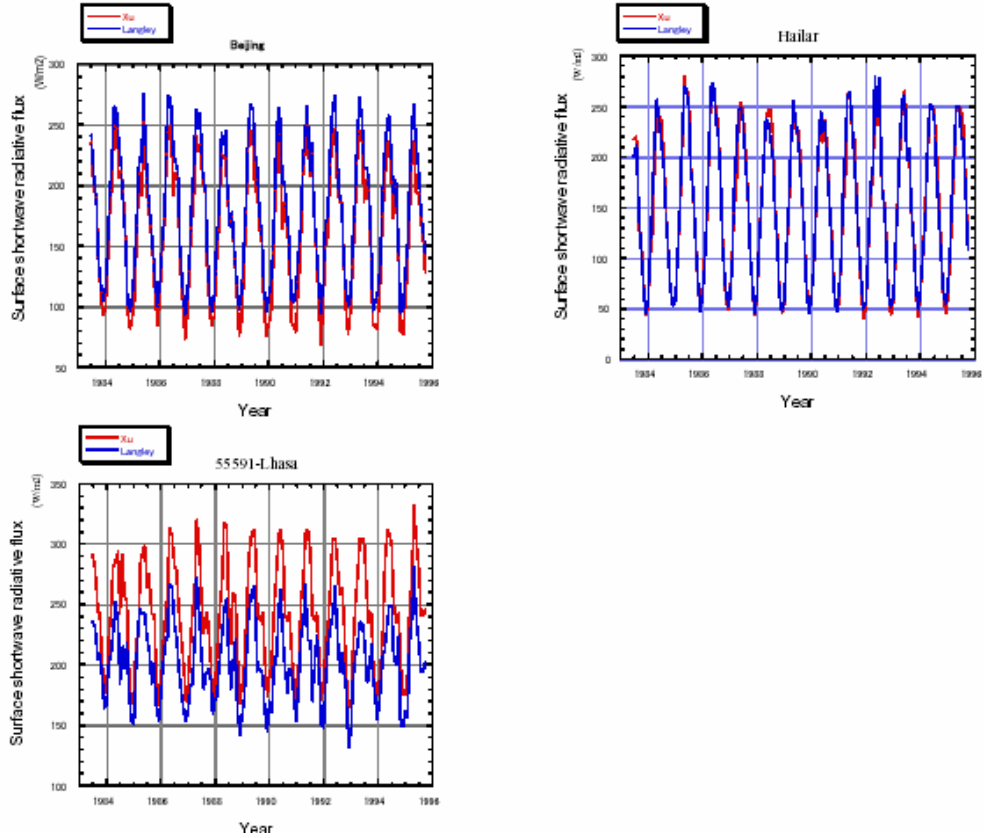 Xu
Langley
Beijing
(W/m2)
Surface shortwave radiative flux
300
250
200
150
100
50
1984 1986 1988 1990 1992 1994 1996
Year
Xu
Langley
Hailar
(W/m2)
Surface shortwave radiative flux
300
250
200
150
100
50
0
1984 1986 1988 1990 1992 1994 1996
Year
Xu
Langley
55591-Lhasa
(W/m2)
Surface shortwave radiative flux
350
300
250
200
150
100
1984 1986 1988 1990 1992 1994 1996
Year